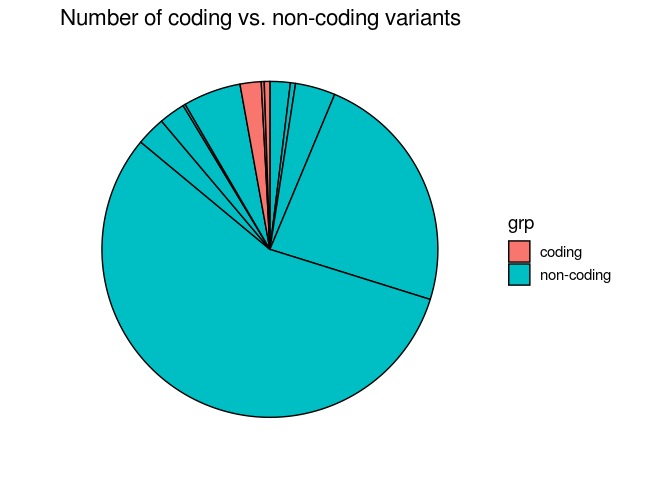 Number of coding vs. non-coding variants
grp
coding
non-coding